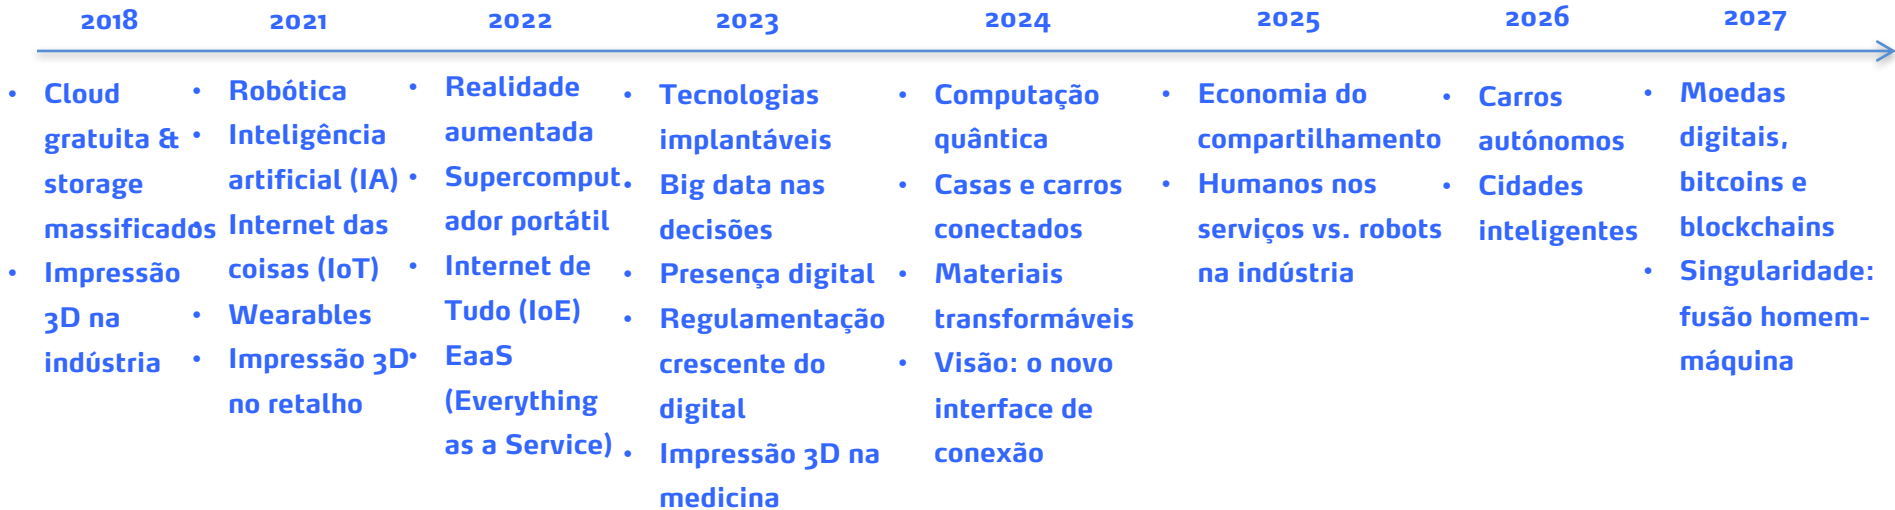 2018
2021
2022
2023
2024
2025
2026
2027
• Cloud
gratuita &
storage
massificados
• Impressão
3D na
indústria
• Robótica
• Inteligência
artificial (IA)
• Internet das
coisas (IoT)
• Wearables
• Impressão 3D
no retalho
• Realidade
aumentada
• Supercomput
ador portátil
• Internet de
Tudo (IoE)
• EaaS
(Everything
as a Service)
• Tecnologias
implantáveis
• Big data nas
decisões
• Presença digital
• Regulamentação
crescente do
digital
• Impressão 3D na
medicina
• Computação
quântica
• Casas e carros
conectados
• Materiais
transformáveis
• Visão: o novo
interface de
conexão
• Economia do
compartilhamento
• Humanos nos
serviços vs. robots
na indústria
• Carros
autónomos
• Cidades
inteligentes
• Moedas
digitais,
bitcoins e
blockchains
• Singularidade:
fusão homem-
máquina